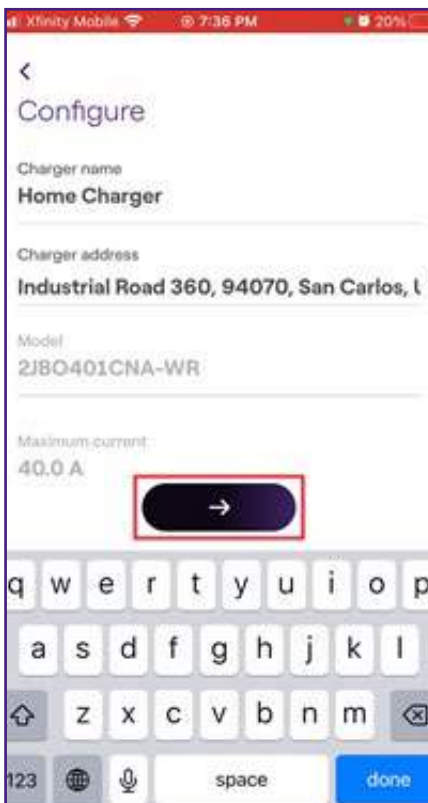 Xfinity Mobile 7:36 PM 20%
Configure
Charger name
Home Charger
Charger address
Industrial Road 360, 94070, San Carlos, U
Model
2JBO401CNA-WR
Maximum current
40.0 A
q w e r t y u i o p
a s d f g h j k l
z x c v b n m
123 space done